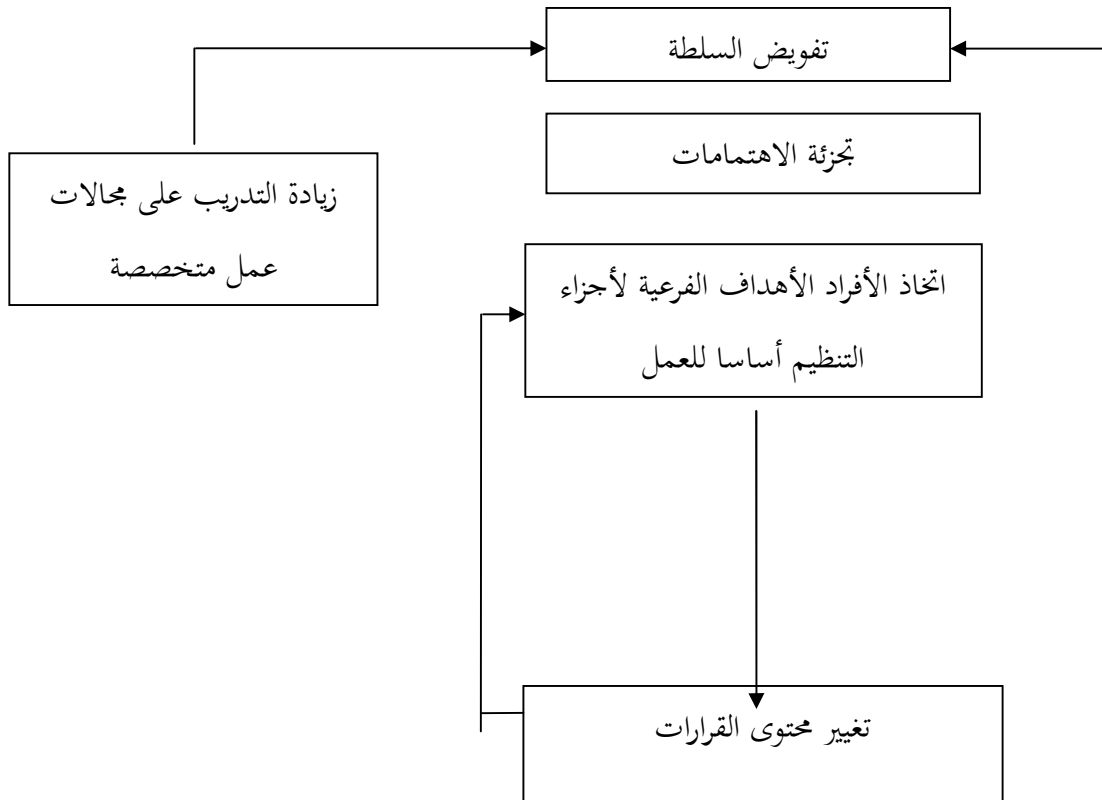 تفويض السلطة
تجزئة الاهتمامات
زيادة التدريب على مجالات
عمل متخصصة
اتخاذ الأفراد الأهداف الفرعية لأجزاء
التنظيم أساسا للعمل
تغيير محتوى القرارات